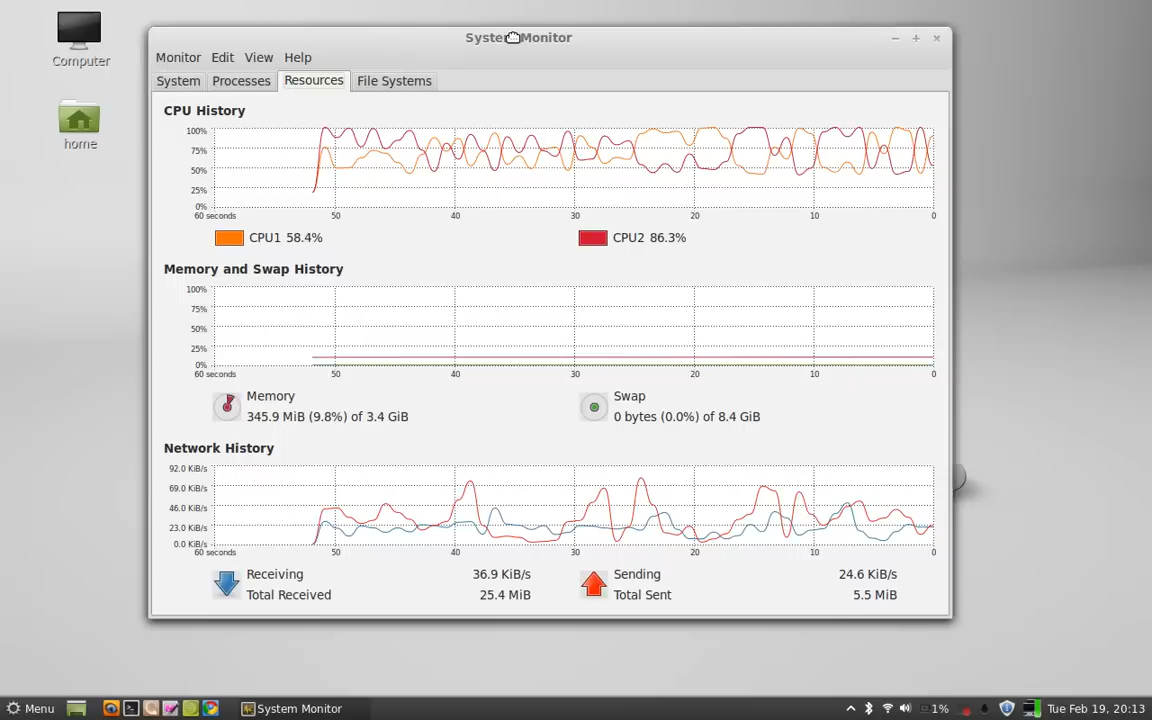 Computer
home
System Monitor
Monitor Edit View Help
System Processes Resources File Systems
CPU History
100%
75%
50%
25%
0%
60 seconds 50 40 30 20 10 0
CPU1 58.4% CPU2 86.3%
Memory and Swap History
100%
75%
50%
25%
0%
60 seconds 50 40 30 20 10 0
Memory Swap
345.9 MiB (9.8%) of 3.4 GiB 0 bytes (0.0%) of 8.4 GiB
Network History
92.0 KiB/s
69.0 KiB/s
46.0 KiB/s
23.0 KiB/s
0.0 KiB/s
60 seconds 50 40 30 20 10 0
Receiving 36.9 KiB/s Sending 24.6 KiB/s
Total Received 25.4 MiB Total Sent 5.5 MiB
Menu System Monitor 1% Tue Feb 19, 20:13